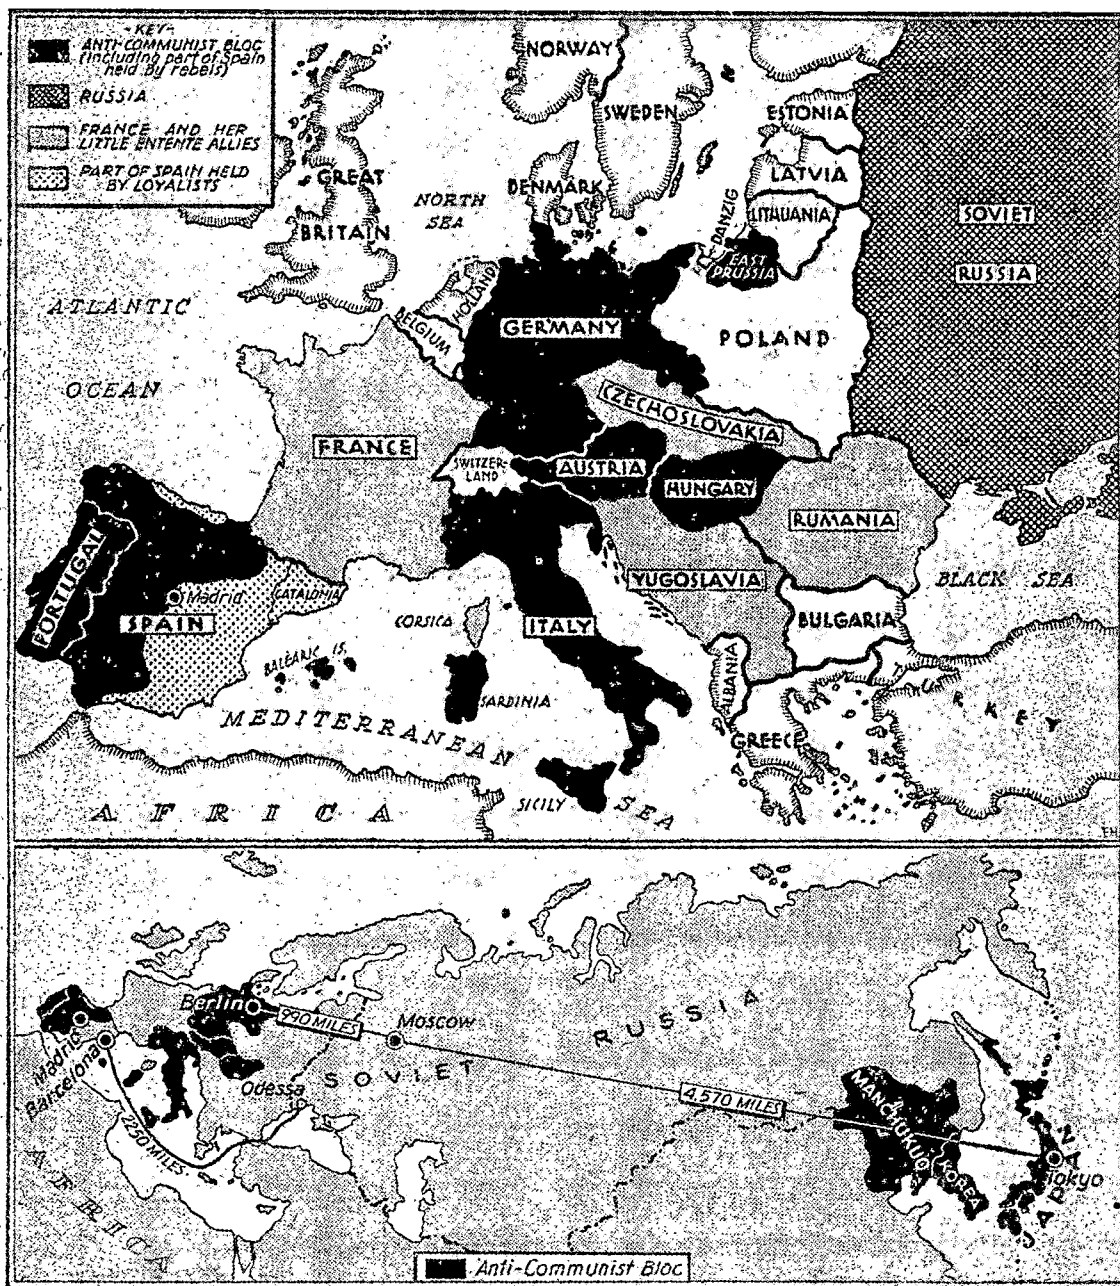 -KEY-
ANTI-COMMUNIST BLOC
(including part of Spain
held by rebels)
RUSSIA
FRANCE AND HER
LITTLE ENTENTE ALLIES
PART OF SPAIN HELD
BY LOYALISTS
NORWAY
SWEDEN
ESTONIA
LATVIA
LITHUANIA
DANZIG
EAST
PRUSSIA
GREAT
BRITAIN
NORTH
SEA
DENMARK
HOLLAND
BELGIUM
GERMANY
POLAND
SOVIET
RUSSIA
ATLANTIC
OCEAN
FRANCE
CZECHOSLOVAKIA
SWITZER-
LAND
AUSTRIA
HUNGARY
RUMANIA
PORTUGAL
Madrid
SPAIN
CATALONIA
CORSICA
ITALY
YUGOSLAVIA
BULGARIA
BLACK SEA
BALEARIC IS.
SARDINIA
ALBANIA
GREECE
TURKEY
MEDITERRANEAN
SEA
SICILY
AFRICA
Berlin
990 MILES
Moscow
SOVIET
RUSSIA
Madrid
Barcelona
Odessa
2250 MILES
4,570 MILES
MANCHUKUO
KOREA
JAPAN
Tokyo
AFRICA
Anti-Communist Bloc